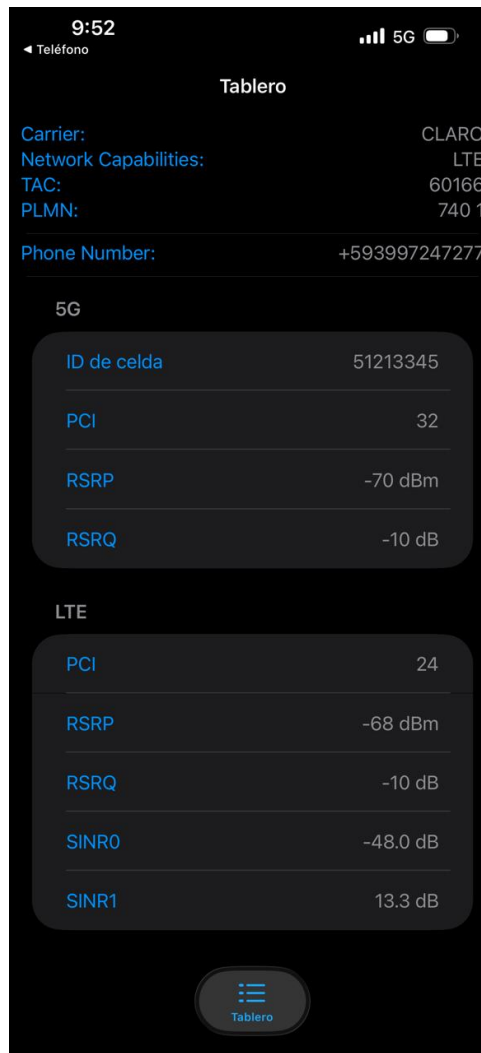 9:52
5G
◀ Teléfono
Tablero
Carrier: CLARO
Network Capabilities: LTE
TAC: 60166
PLMN: 740 1
Phone Number: +593997247277
5G
ID de celda 51213345
PCI 32
RSRP -70 dBm
RSRQ -10 dB
LTE
PCI 24
RSRP -68 dBm
RSRQ -10 dB
SINR0 -48.0 dB
SINR1 13.3 dB
Tablero